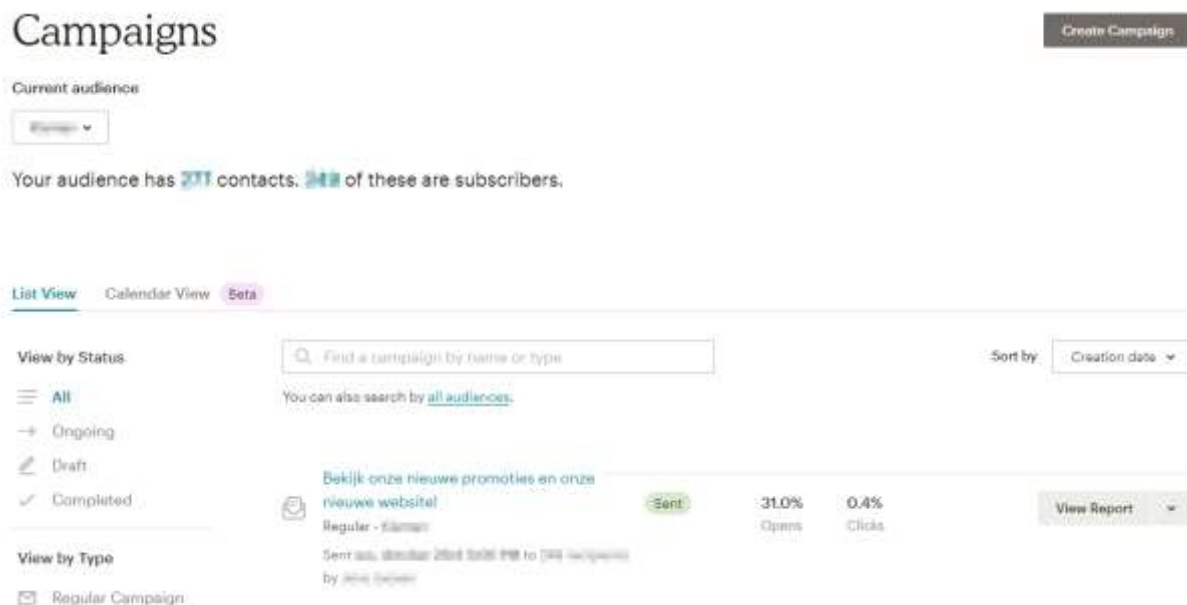 Campaigns
Create Campaign
Current audience
Your audience has 277 contacts. of these are subscribers.
List View Calendar View Beta
View by Status
Find a campaign by name or type
Sort by Creation date
All
You can also search by all audiences.
Ongoing
Draft
Completed
Bekijk onze nieuwe promoties en onze
nieuwe website!
Sent
31.0% 0.4%
View Report
Regular -
Opens Clicks
Sent to
by
View by Type
Regular Campaign